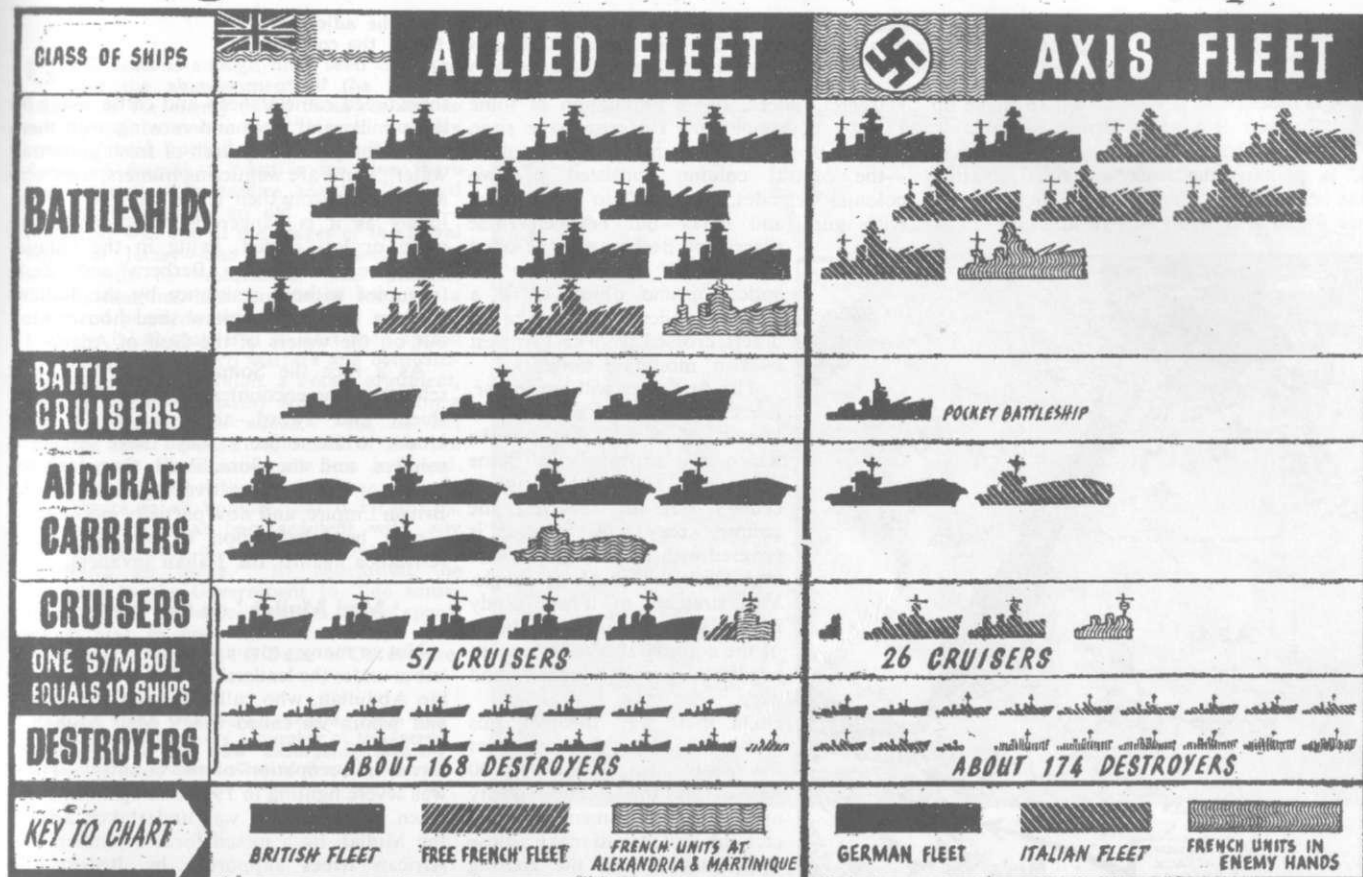 CLASS OF SHIPS
ALLIED FLEET
AXIS FLEET
BATTLESHIPS
BATTLE
CRUISERS
POCKET BATTLESHIP
AIRCRAFT
CARRIERS
CRUISERS
57 CRUISERS
26 CRUISERS
ONE SYMBOL
EQUALS 10 SHIPS
DESTROYERS
ABOUT 168 DESTROYERS
ABOUT 174 DESTROYERS
KEY TO CHART
BRITISH FLEET
FREE FRENCH FLEET
FRENCH UNITS AT
ALEXANDRIA & MARTINIQUE
GERMAN FLEET
ITALIAN FLEET
FRENCH UNITS IN
ENEMY HANDS